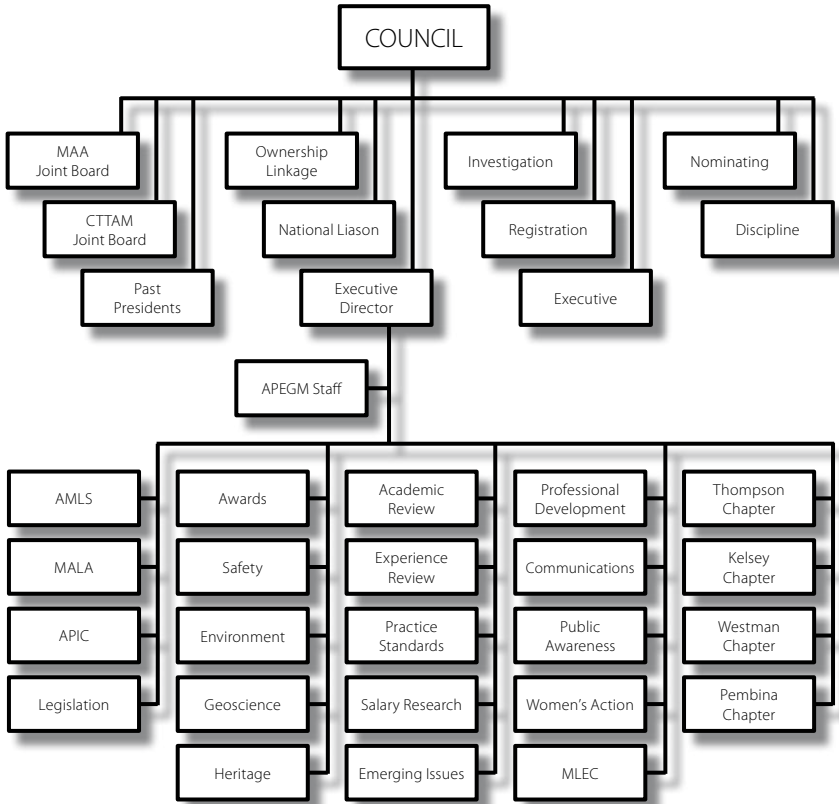 COUNCIL
MAA
Joint Board
Ownership
Linkage
Investigation
Nominating
CTTAM
Joint Board
National Liason
Registration
Discipline
Past
Presidents
Executive
Director
Executive
APEGM Staff
AMLS
Awards
Academic
Review
Professional
Development
Thompson
Chapter
MALA
Safety
Experience
Review
Communications
Kelsey
Chapter
APIC
Environment
Practice
Standards
Public
Awareness
Westman
Chapter
Legislation
Geoscience
Salary Research
Women’s Action
Pembina
Chapter
Heritage
Emerging Issues
MLEC